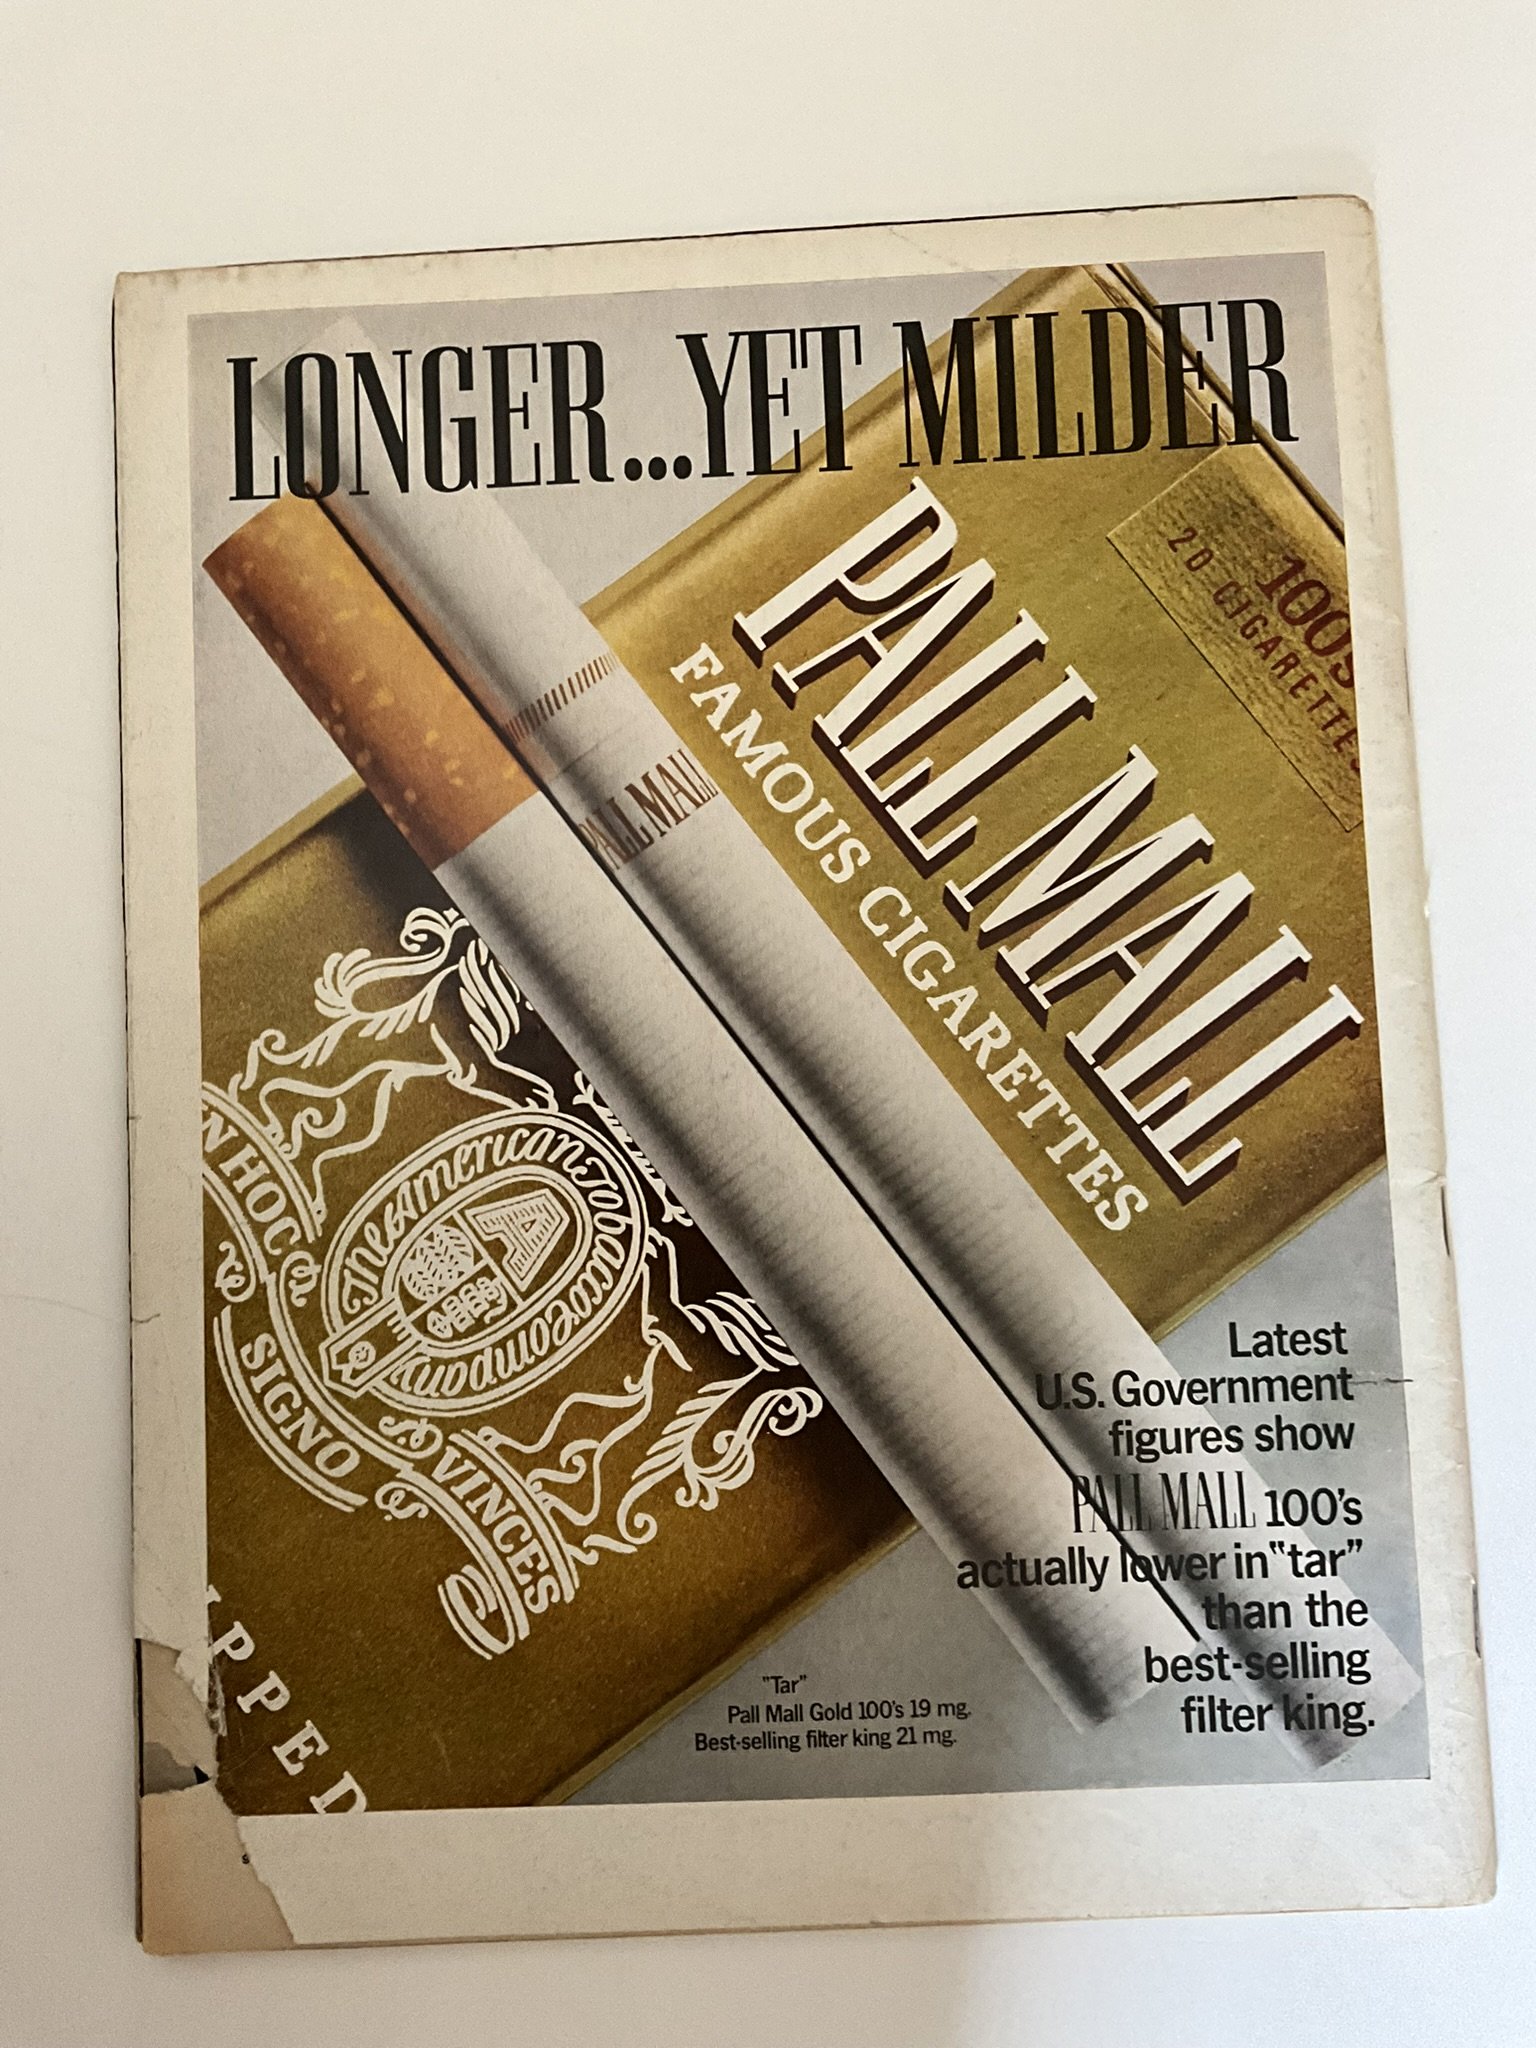 LONGER...YET MILDER
100's
20 CIGARETTES
PALL MALL
FAMOUS CIGARETTES
PALL MALL
N HOC
SIGNO
VINCES
The American Tobacco Company
A
PPED
Latest
U.S. Government
figures show
PALL MALL 100's
actually lower in "tar"
than the
best-selling
filter king.
"Tar"
Pall Mall Gold 100's 19 mg.
Best-selling filter king 21 mg.